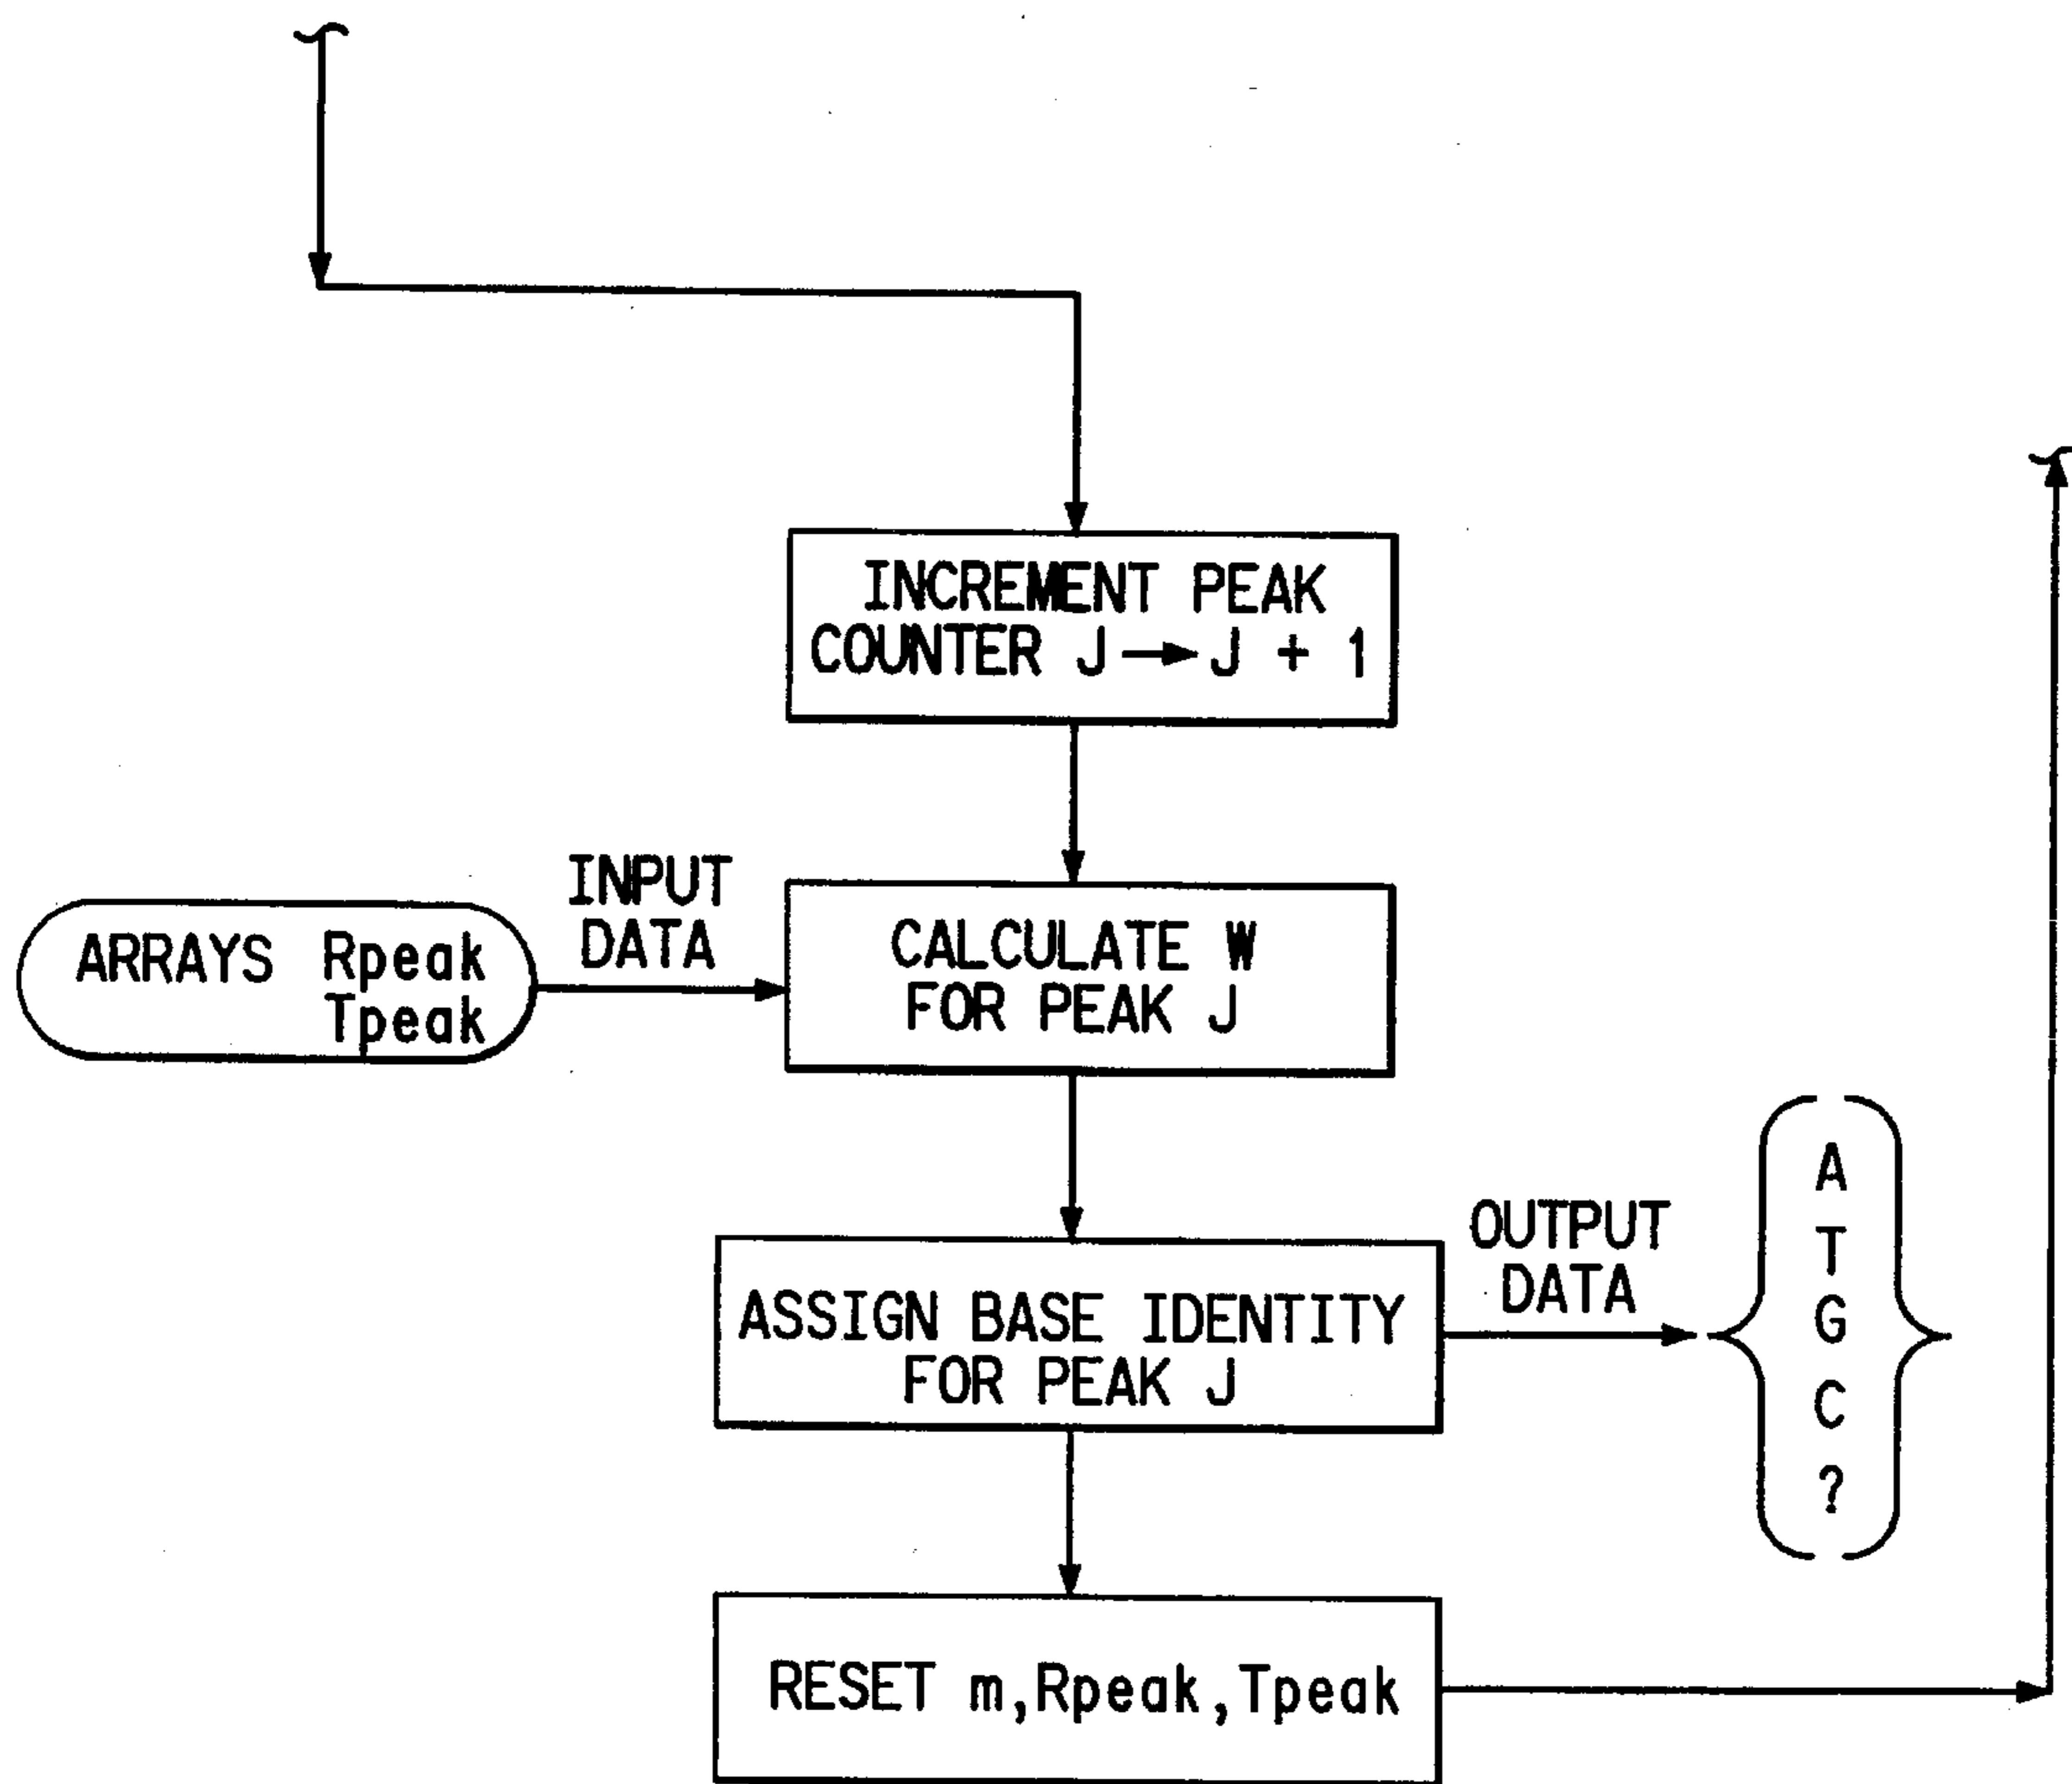 INCREMENT PEAK
COUNTER J → J + 1
INPUT
DATA
ARRAYS Rpeak
Tpeak
CALCULATE W
FOR PEAK J
ASSIGN BASE IDENTITY
FOR PEAK J
OUTPUT
DATA
A
T
G
C
?
RESET m,Rpeak,Tpeak